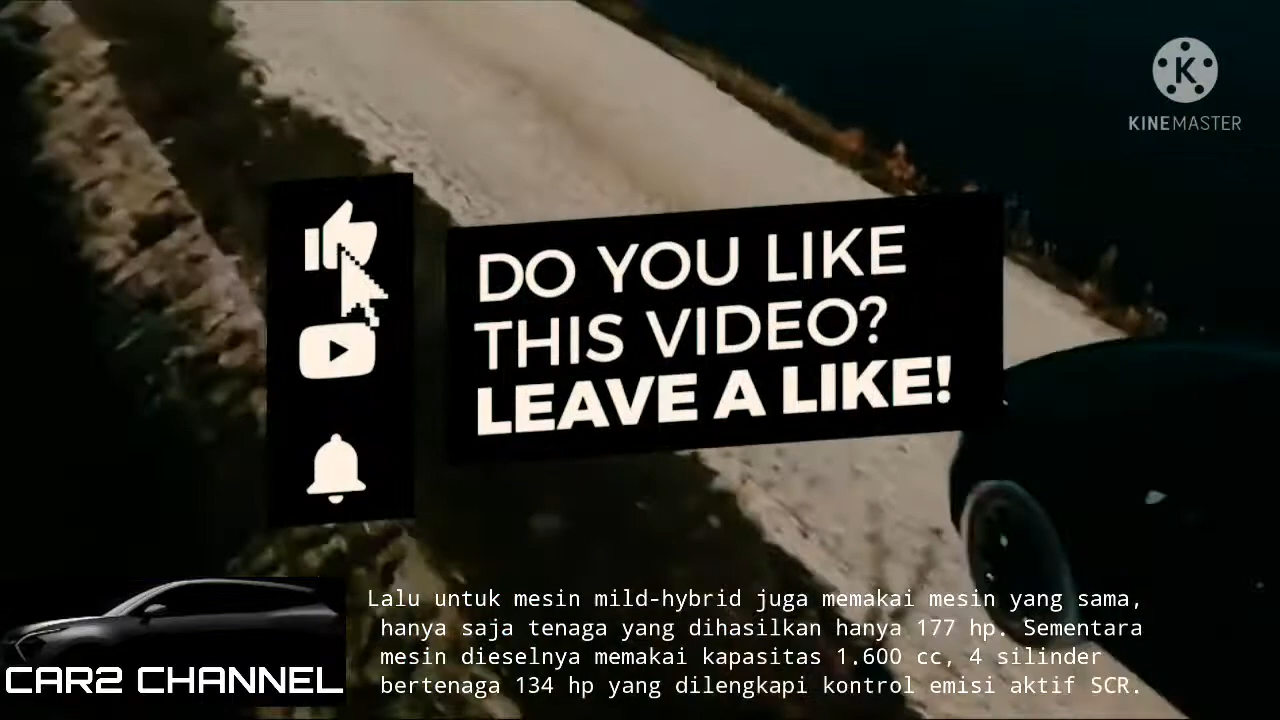 K
KINEMASTER
DO YOU LIKE
THIS VIDEO?
LEAVE A LIKE!
Lalu untuk mesin mild-hybrid juga memakai mesin yang sama,
hanya saja tenaga yang dihasilkan hanya 177 hp. Sementara
mesin dieselnya memakai kapasitas 1.600 cc, 4 silinder
bertenaga 134 hp yang dilengkapi kontrol emisi aktif SCR.
CAR2 CHANNEL